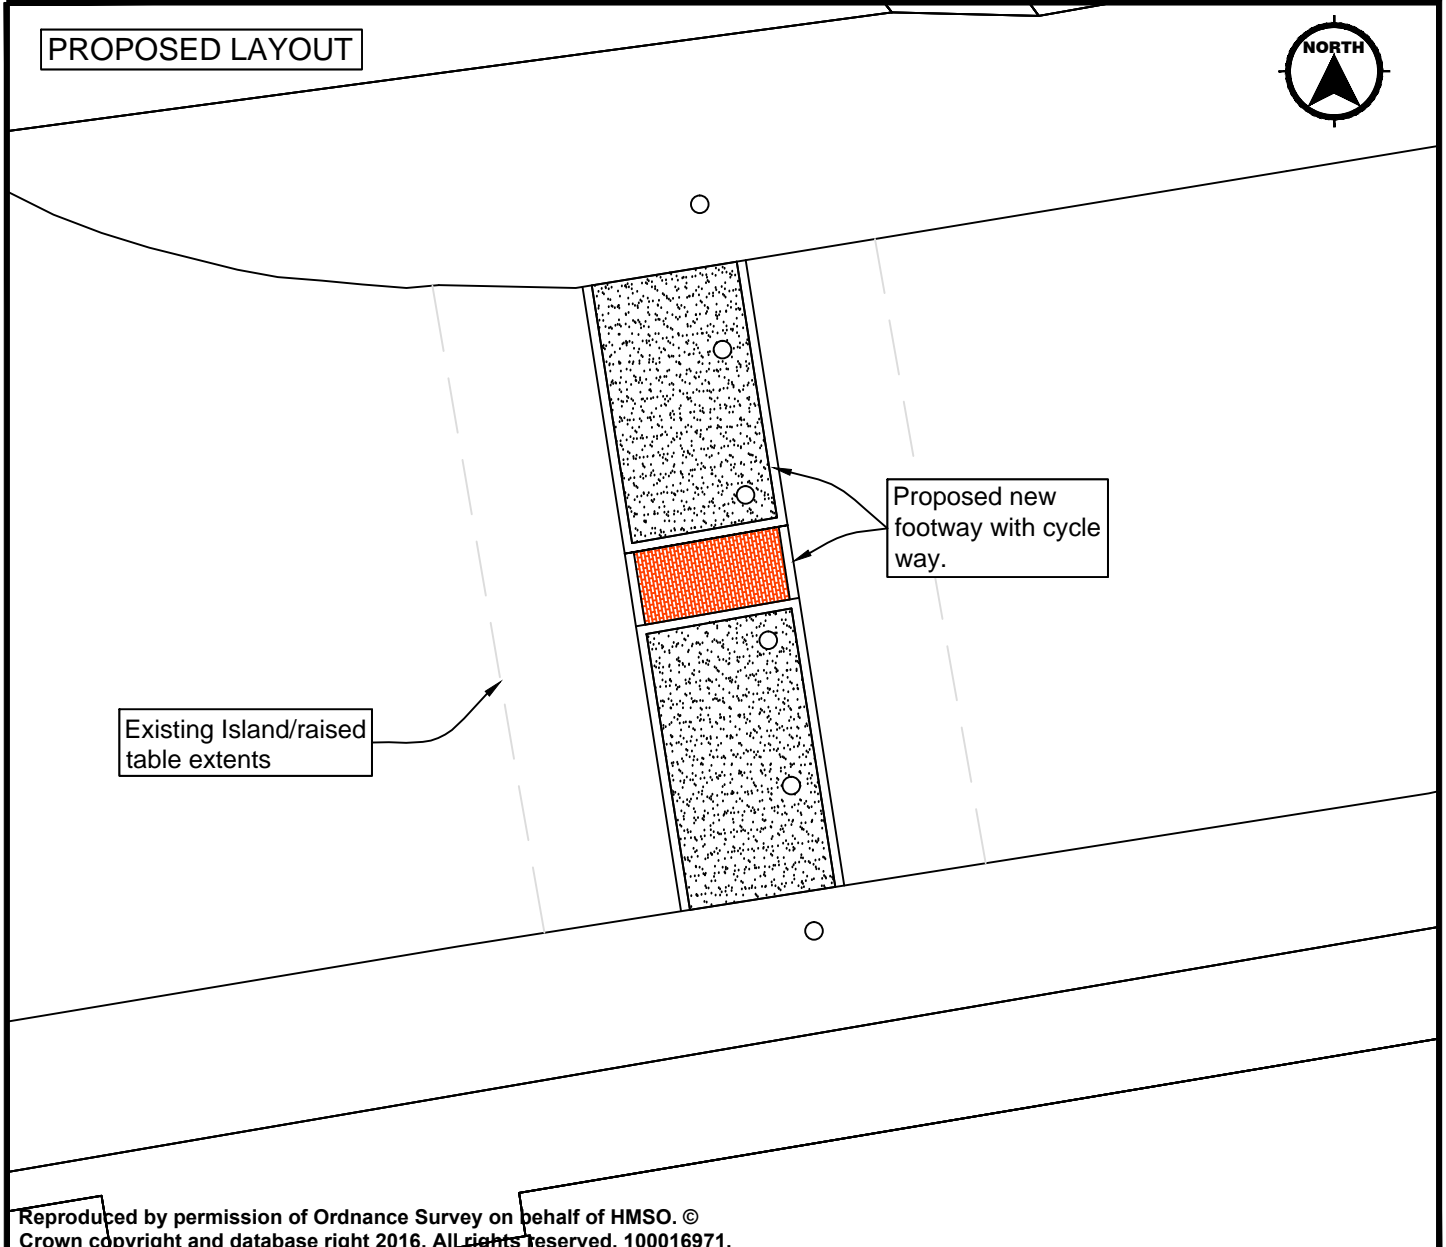 PROPOSED LAYOUT
NORTH
Proposed new
footway with cycle
way.
Existing Island/raised
table extents
Reproduced by permission of Ordnance Survey on behalf of HMSO. ©
Crown copyright and database right 2016. All rights reserved. 100016971.